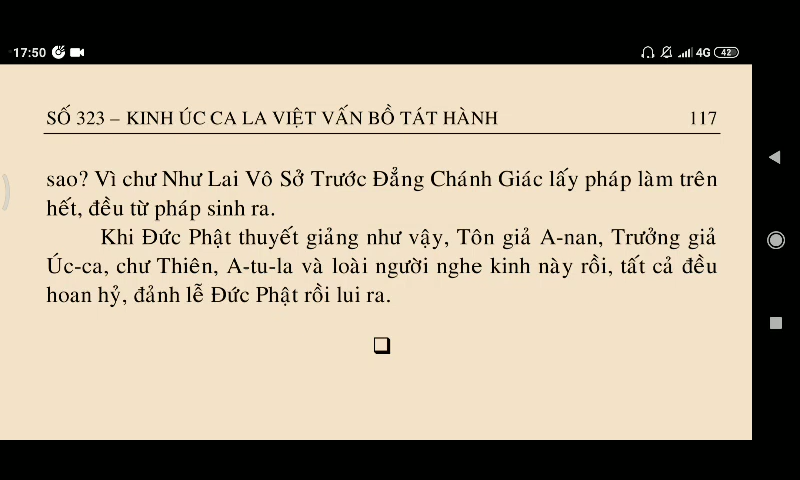 17:50
4G 42
SỐ 323 – KINH ÚC CA LA VIỆT VẤN BỒ TÁT HÀNH 117
sao? Vì chư Như Lai Vô Sở Trước Đẳng Chánh Giác lấy pháp làm trên
hết, đều từ pháp sinh ra.
Khi Đức Phật thuyết giảng như vậy, Tôn giả A-nan, Trưởng giả
Úc-ca, chư Thiên, A-tu-la và loài người nghe kinh này rồi, tất cả đều
hoan hỷ, đảnh lễ Đức Phật rồi lui ra.